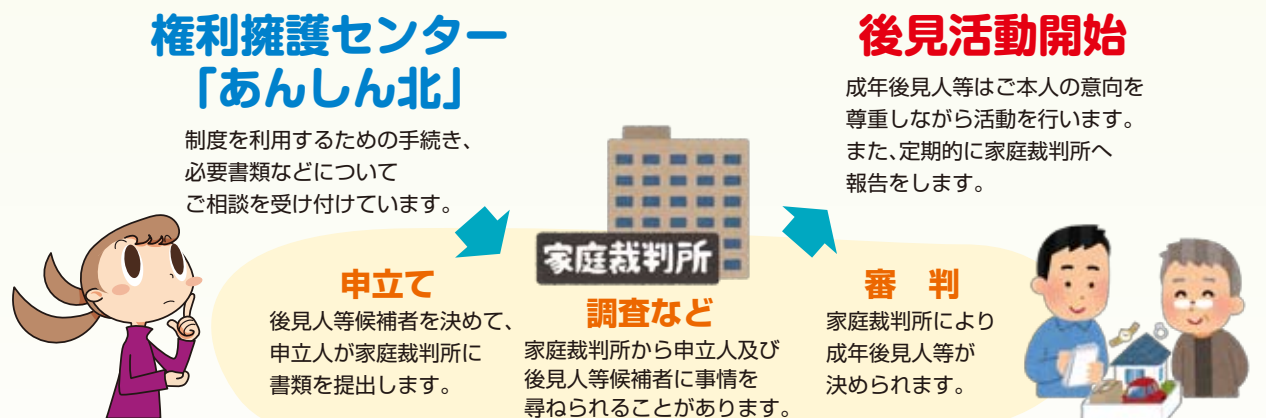 権利擁護センター
「あんしん北」
制度を利用するための手続き、
必要書類などについて
ご相談を受け付けています。
申立て
後見人等候補者を決めて、
申立人が家庭裁判所に
書類を提出します。
家庭裁判所
調査など
家庭裁判所から申立人及び
後見人等候補者に事情を
尋ねられることがあります。
審　判
家庭裁判所により
成年後見人等が
決められます。
後見活動開始
成年後見人等はご本人の意向を
尊重しながら活動を行います。
また、定期的に家庭裁判所へ
報告をします。